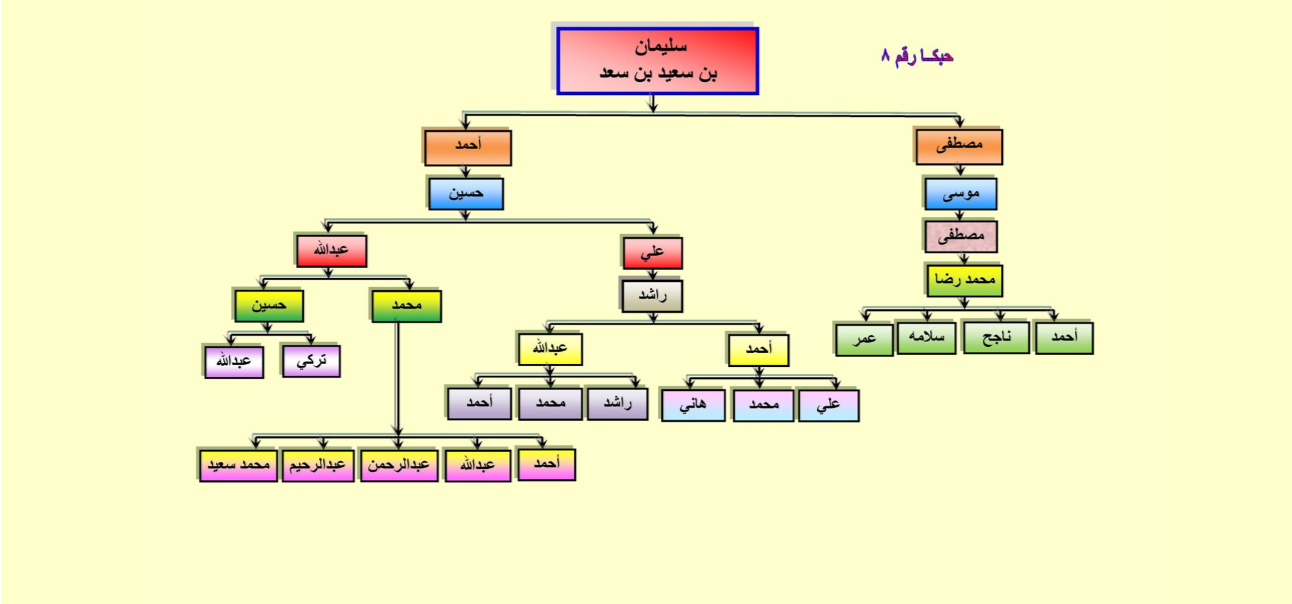 حبكا رقم ٨
سليمان
بن سعيد بن سعد
مصطفى
أحمد
موسى
حسين
مصطفى
علي
عبدالله
محمد رضا
راشد
محمد
حسين
أحمد
ناجح
سلامه
عمر
أحمد
عبدالله
تركي
عبدالله
علي
محمد
هاني
راشد
محمد
أحمد
أحمد
عبدالله
عبدالرحمن
عبدالرحيم
محمد سعيد